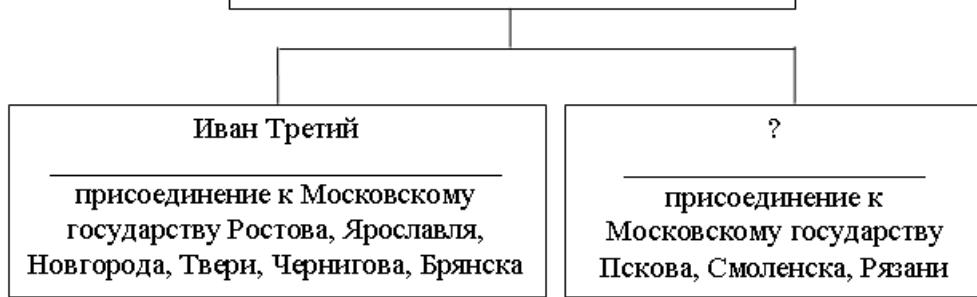 Иван Третий
присоединение к Московскому
государству Ростова, Ярославля,
Новгорода, Твери, Чернигова, Брянска
?
присоединение к
Московскому государству
Пскова, Смоленска, Рязани